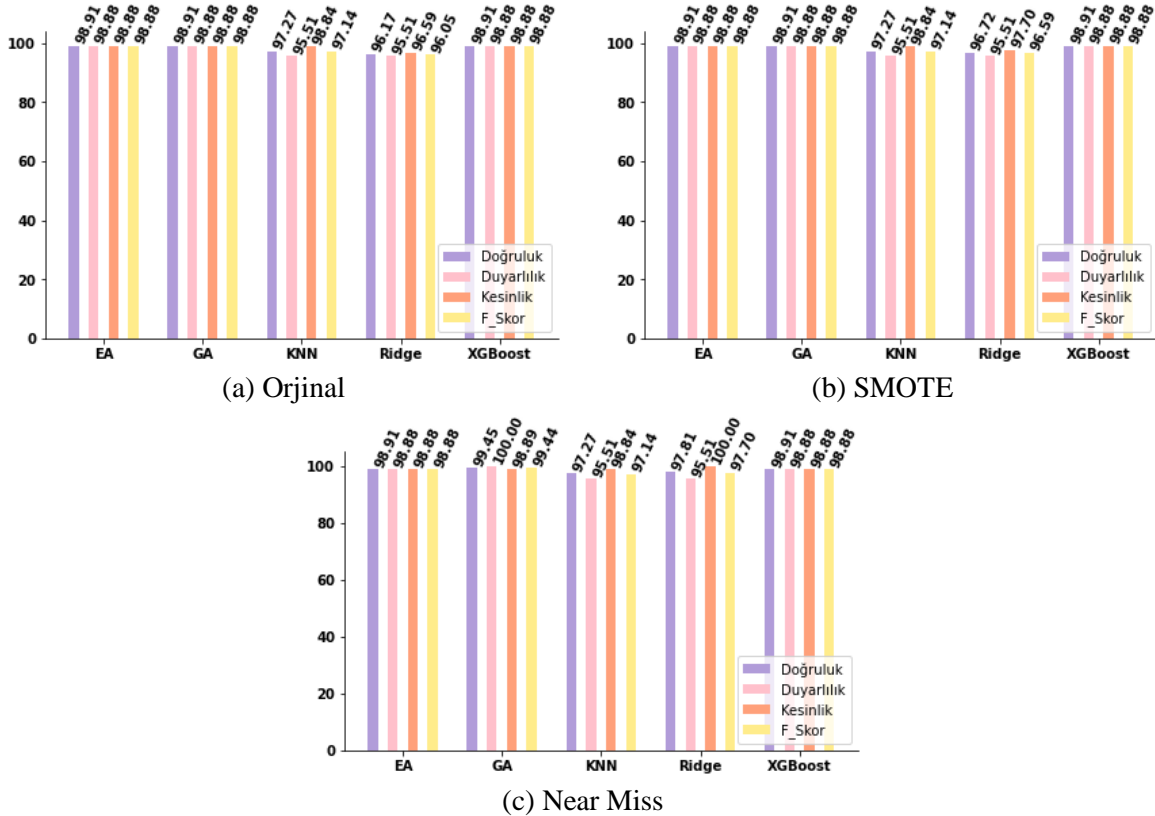 98.91 98.88 98.88 98.88 98.91 98.88 98.88 98.88 97.27 95.51 98.84 97.14 96.17 95.51 96.59 96.05 98.91 98.88 98.88 98.88
100
80
60
40
20
0
Doğruluk
Duyarlılık
Kesinlik
F_Skor
EA GA KNN Ridge XGBoost
(a) Orjinal
98.91 98.88 98.88 98.88 98.91 98.88 98.88 98.88 97.27 95.51 98.84 97.14 96.72 95.51 97.70 96.59 98.91 98.88 98.88 98.88
100
80
60
40
20
0
Doğruluk
Duyarlılık
Kesinlik
F_Skor
EA GA KNN Ridge XGBoost
(b) SMOTE
98.91 98.88 98.88 98.88 99.45 100.00 98.89 99.44 97.27 95.51 98.84 97.14 97.81 95.51 100.00 97.70 98.91 98.88 98.88 98.88
100
80
60
40
20
0
Doğruluk
Duyarlılık
Kesinlik
F_Skor
EA GA KNN Ridge XGBoost
(c) Near Miss